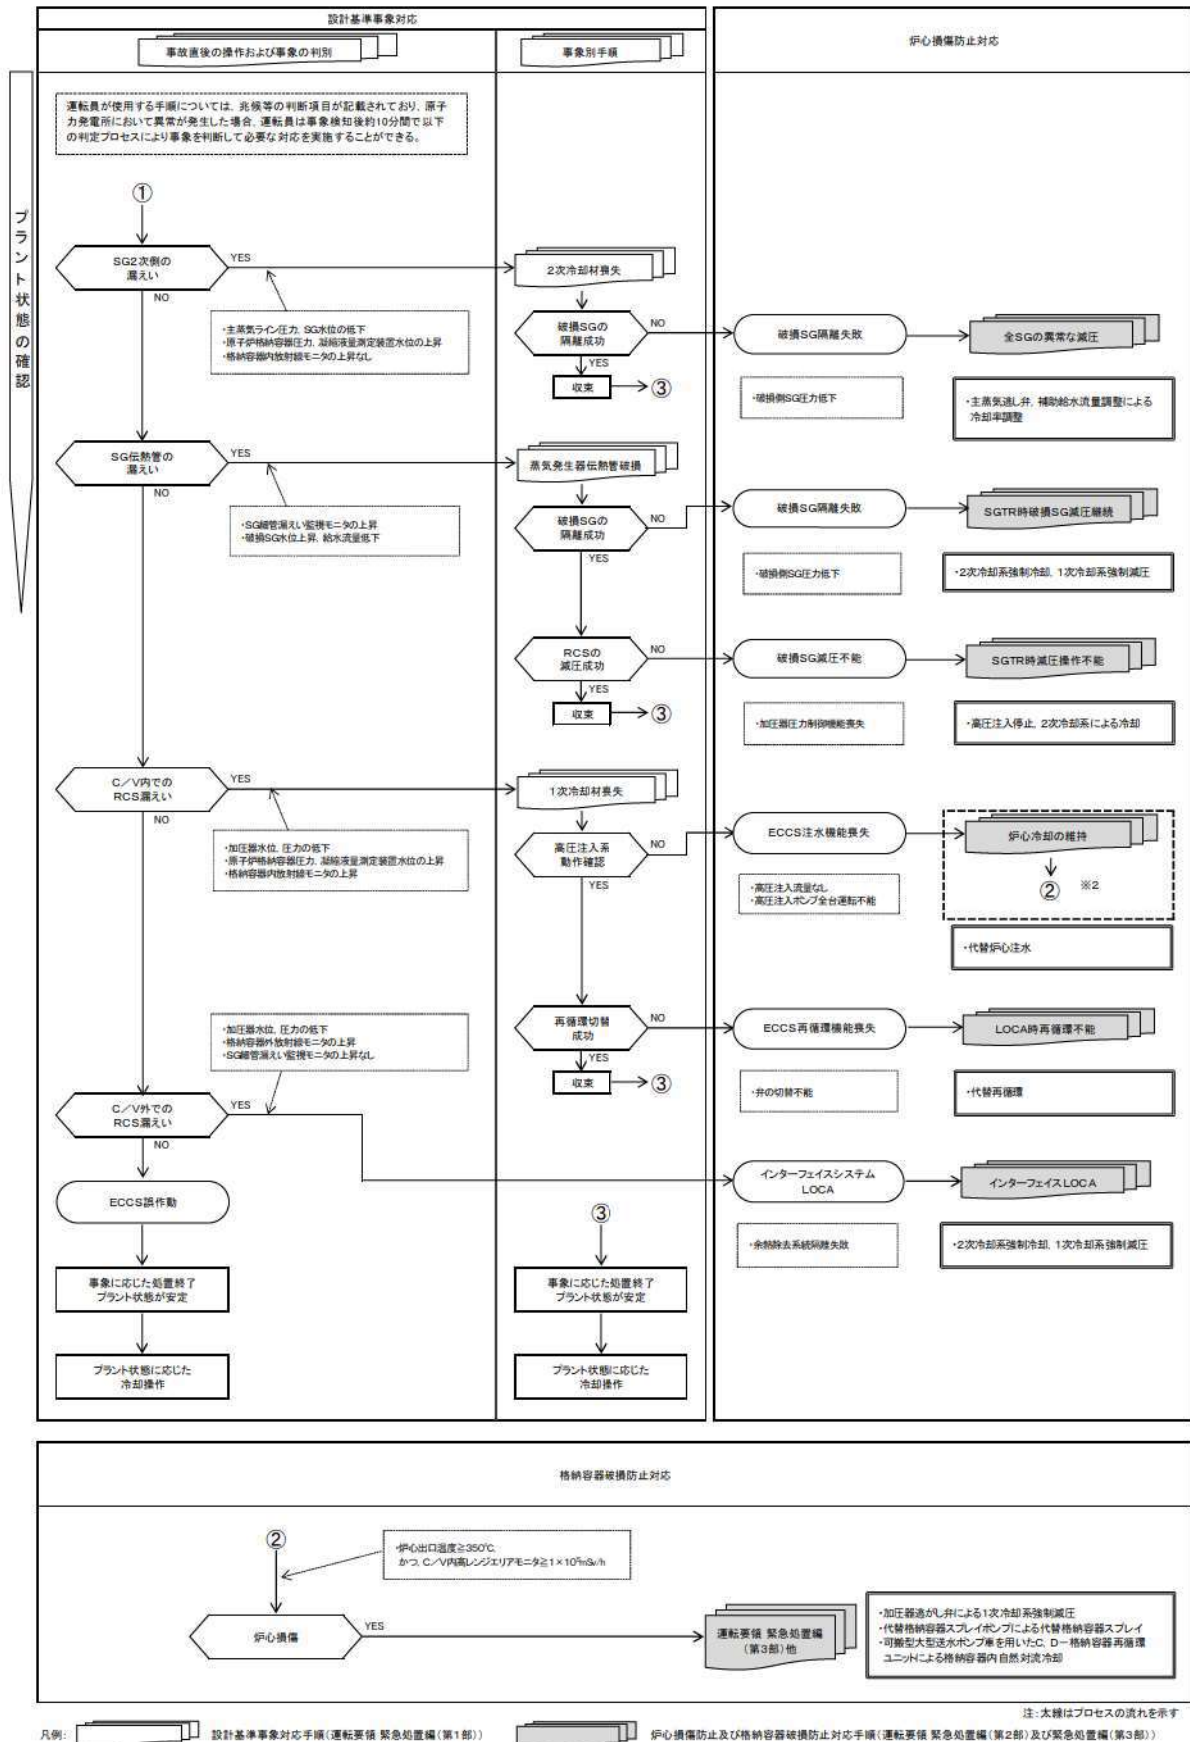 設計基準事象対応
事故直後の操作および事象の判別
事象別手順
炉心損傷防止対応
プラント状態の確認
運転員が使用する手順については、兆候等の判断項目が記載されており、原子
力発電所において異常が発生した場合、運転員は事象検知後約10分間で以下
の判定プロセスにより事象を判断して必要な対応を実施することができる。
①
SG2次側の
漏えい
YES
NO
・主蒸気ライン圧力、SG水位の低下
・原子炉格納容器圧力、凝縮液量測定装置水位の上昇
・格納容器内放射線モニタの上昇なし
2次冷却材喪失
破損SGの
隔離成功
NO
YES
収束
③
破損SG隔離失敗
全SGの異常な減圧
・破損側SG圧力低下
・主蒸気逃し弁、補助給水流量調整による
冷却率調整
SG伝熱管の
漏えい
YES
NO
・SG細管漏えい監視モニタの上昇
・破損SG水位上昇、給水流量低下
蒸気発生器伝熱管破損
破損SGの
隔離成功
NO
YES
破損SG隔離失敗
SGTR時破損SG減圧継続
・破損側SG圧力低下
・2次冷却系強制冷却、1次冷却系強制減圧
RCSの
減圧成功
NO
YES
収束
③
破損SG減圧不能
SGTR時減圧操作不能
・加圧器圧力制御機能喪失
・高圧注入停止、2次冷却系による冷却
C/V内での
RCS漏えい
YES
NO
・加圧器水位、圧力の低下
・原子炉格納容器圧力、凝縮液量測定装置水位の上昇
・格納容器内放射線モニタの上昇
1次冷却材喪失
高圧注入系
動作確認
NO
YES
ECCS注水機能喪失
炉心冷却の維持
② ※2
・高圧注入流量なし
・高圧注入ポンプ全台運転不能
・代替炉心注水
・加圧器水位、圧力の低下
・格納容器外放射線モニタの上昇
・SG細管漏えい監視モニタの上昇なし
再循環切替
成功
NO
YES
収束
③
ECCS再循環機能喪失
LOCA時再循環不能
・弁の切替不能
・代替再循環
C/V外での
RCS漏えい
YES
NO
インターフェイスシステム
LOCA
インターフェイスLOCA
・余熱除去系統隔離失敗
・2次冷却系強制冷却、1次冷却系強制減圧
ECCS誤作動
事象に応じた処置終了
プラント状態が安定
プラント状態に応じた
冷却操作
③
事象に応じた処置終了
プラント状態が安定
プラント状態に応じた
冷却操作
格納容器破損防止対応
②
・炉心出口温度≧350℃、
かつ、C/V内高レンジエリアモニタ≧1×10⁵mSv/h
炉心損傷
YES
運転要領 緊急処置編
(第3部)他
・加圧器逃がし弁による1次冷却系強制減圧
・代替格納容器スプレイポンプによる代替格納容器スプレイ
・可搬型大型送水ポンプ車を用いたC、D-格納容器再循環
ユニットによる格納容器内自然対流冷却
注:太線はプロセスの流れを示す
凡例:
設計基準事象対応手順(運転要領 緊急処置編(第1部))
炉心損傷防止及び格納容器破損防止対応手順(運転要領 緊急処置編(第2部)及び緊急処置編(第3部))